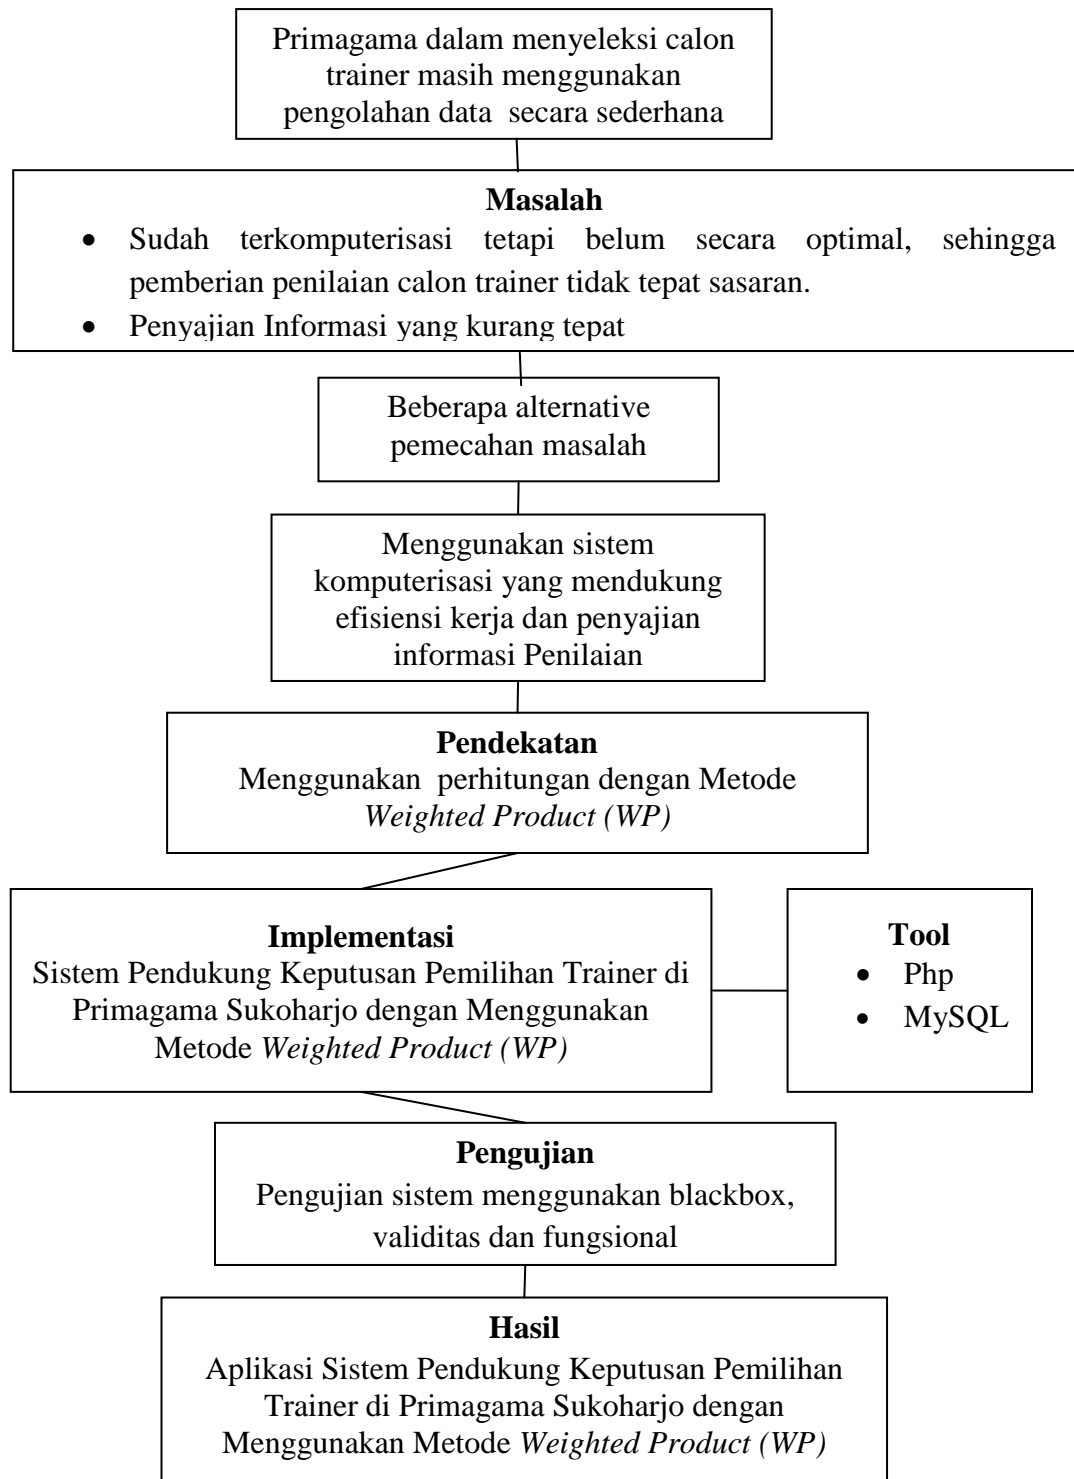 Primagama dalam menyeleksi calon
trainer masih menggunakan
pengolahan data secara sederhana
Masalah
• Sudah terkomputerisasi tetapi belum secara optimal, sehingga
pemberian penilaian calon trainer tidak tepat sasaran.
• Penyajian Informasi yang kurang tepat
Beberapa alternative
pemecahan masalah
Menggunakan sistem
komputerisasi yang mendukung
efisiensi kerja dan penyajian
informasi Penilaian
Pendekatan
Menggunakan perhitungan dengan Metode
Weighted Product (WP)
Implementasi
Sistem Pendukung Keputusan Pemilihan Trainer di
Primagama Sukoharjo dengan Menggunakan
Metode Weighted Product (WP)
Tool
• Php
• MySQL
Pengujian
Pengujian sistem menggunakan blackbox,
validitas dan fungsional
Hasil
Aplikasi Sistem Pendukung Keputusan Pemilihan
Trainer di Primagama Sukoharjo dengan
Menggunakan Metode Weighted Product (WP)